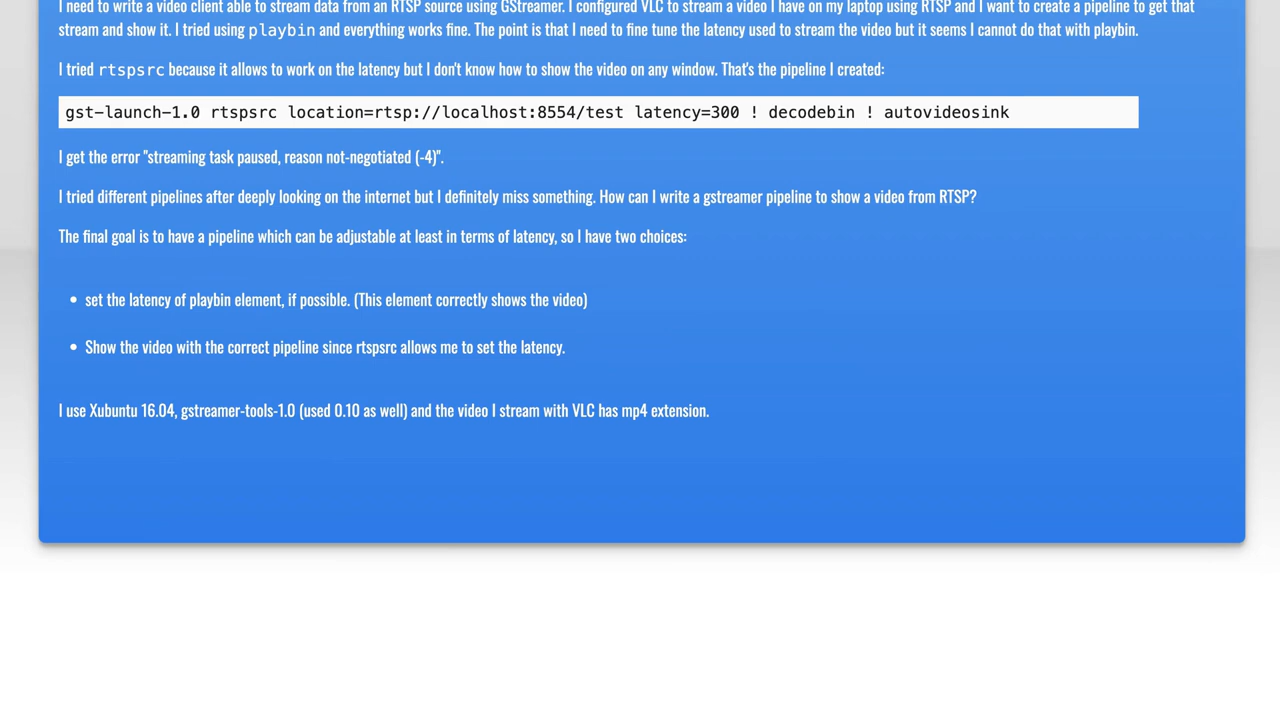 I need to write a video client able to stream data from an RTSP source using GStreamer. I configured VLC to stream a video I have on my laptop using RTSP and I want to create a pipeline to get that
stream and show it. I tried using playbin and everything works fine. The point is that I need to fine tune the latency used to stream the video but it seems I cannot do that with playbin.
I tried rtspsrc because it allows to work on the latency but I don't know how to show the video on any window. That's the pipeline I created:
gst-launch-1.0 rtspsrc location=rtsp://localhost:8554/test latency=300 ! decodebin ! autovideosink
I get the error "streaming task paused, reason not-negotiated (-4)".
I tried different pipelines after deeply looking on the internet but I definitely miss something. How can I write a gstreamer pipeline to show a video from RTSP?
The final goal is to have a pipeline which can be adjustable at least in terms of latency, so I have two choices:
• set the latency of playbin element, if possible. (This element correctly shows the video)
• Show the video with the correct pipeline since rtspsrc allows me to set the latency.
I use Xubuntu 16.04, gstreamer-tools-1.0 (used 0.10 as well) and the video I stream with VLC has mp4 extension.